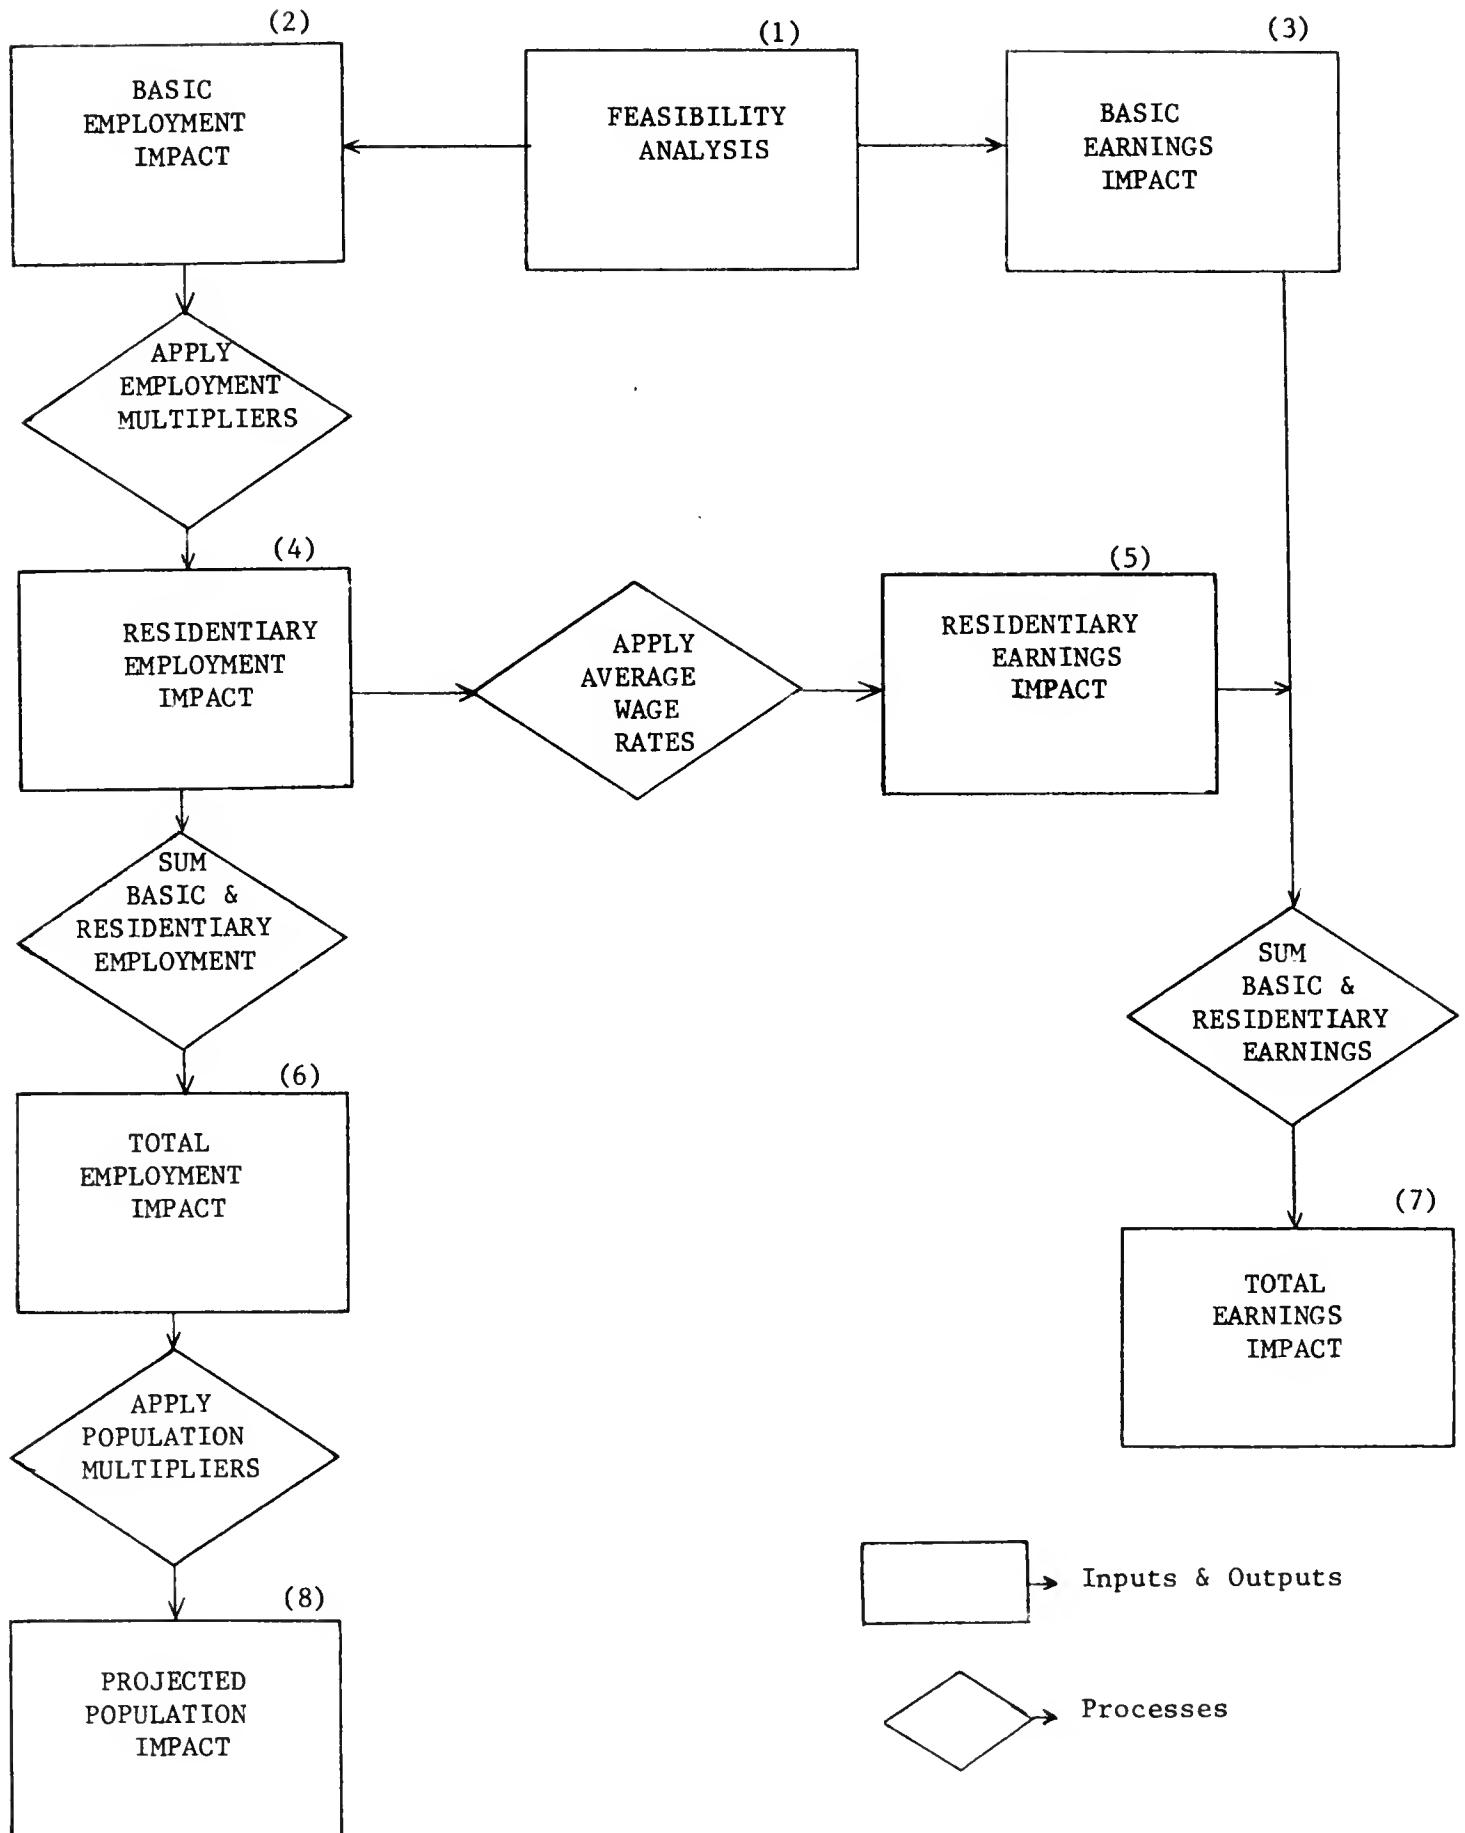 (2)
BASIC
EMPLOYMENT
IMPACT
(1)
FEASIBILITY
ANALYSIS
(3)
BASIC
EARNINGS
IMPACT
APPLY
EMPLOYMENT
MULTIPLIERS
(4)
RESIDENTIARY
EMPLOYMENT
IMPACT
APPLY
AVERAGE
WAGE
RATES
(5)
RESIDENTIARY
EARNINGS
IMPACT
SUM
BASIC &
RESIDENTIARY
EMPLOYMENT
SUM
BASIC &
RESIDENTIARY
EARNINGS
(6)
TOTAL
EMPLOYMENT
IMPACT
(7)
TOTAL
EARNINGS
IMPACT
APPLY
POPULATION
MULTIPLIERS
(8)
PROJECTED
POPULATION
IMPACT
Inputs & Outputs
Processes